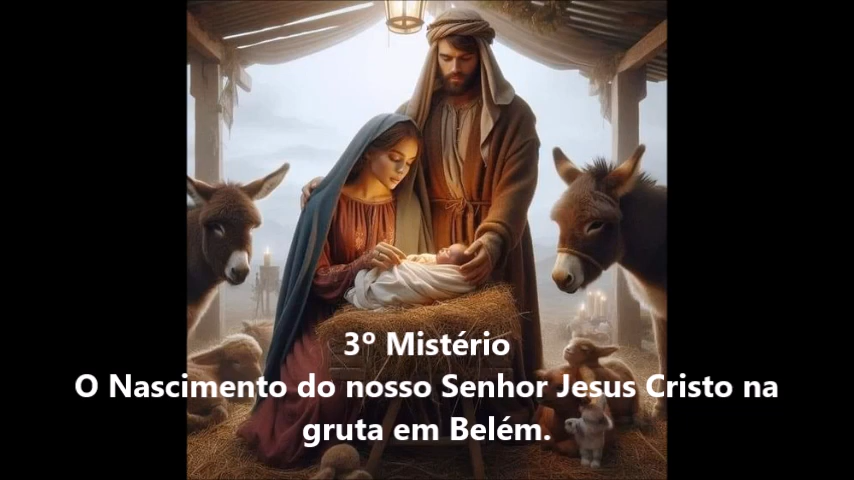 3º Mistério
O Nascimento do nosso Senhor Jesus Cristo na
gruta em Belém.